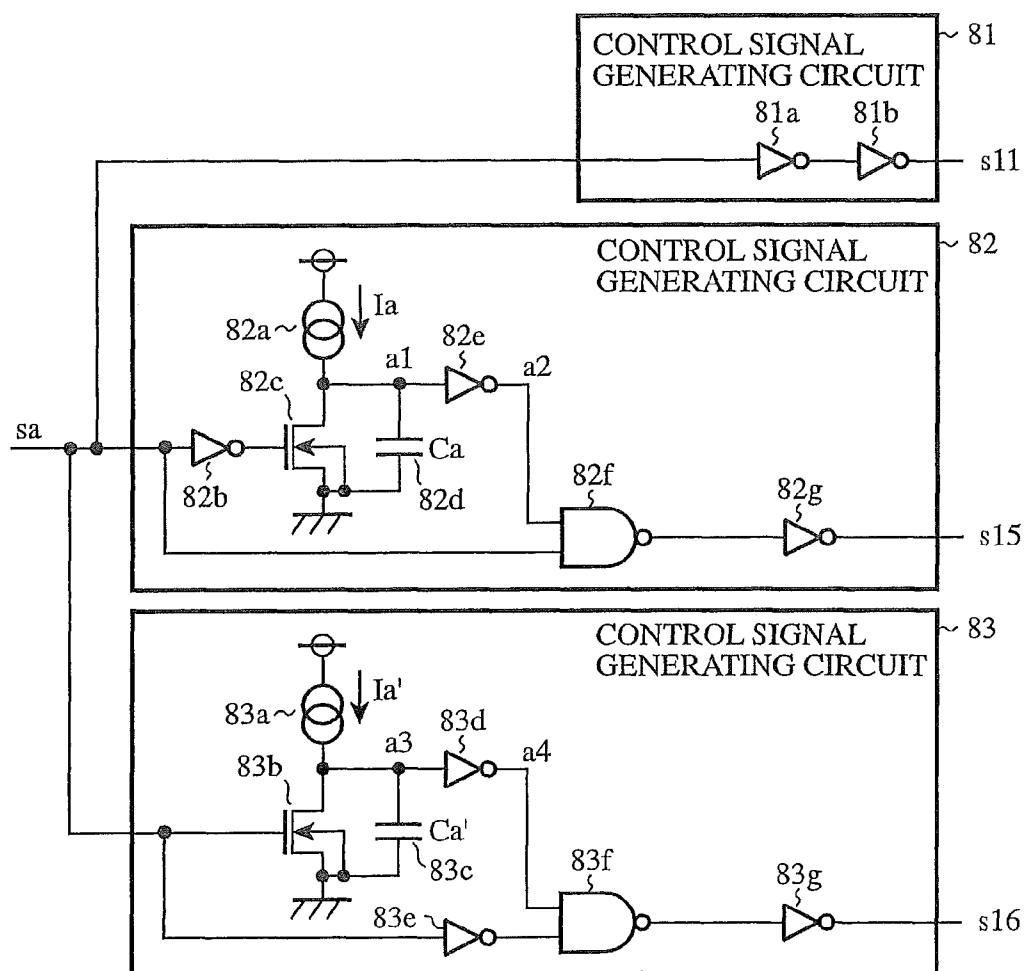 CONTROL SIGNAL
GENERATING CIRCUIT
81
81a
81b
s11
CONTROL SIGNAL
GENERATING CIRCUIT
82
82a
Ia
82c
a1
82e
a2
sa
82b
Ca
82d
82f
82g
s15
CONTROL SIGNAL
GENERATING CIRCUIT
83
83a
Ia'
83b
a3
83d
a4
Ca'
83c
83e
83f
83g
s16